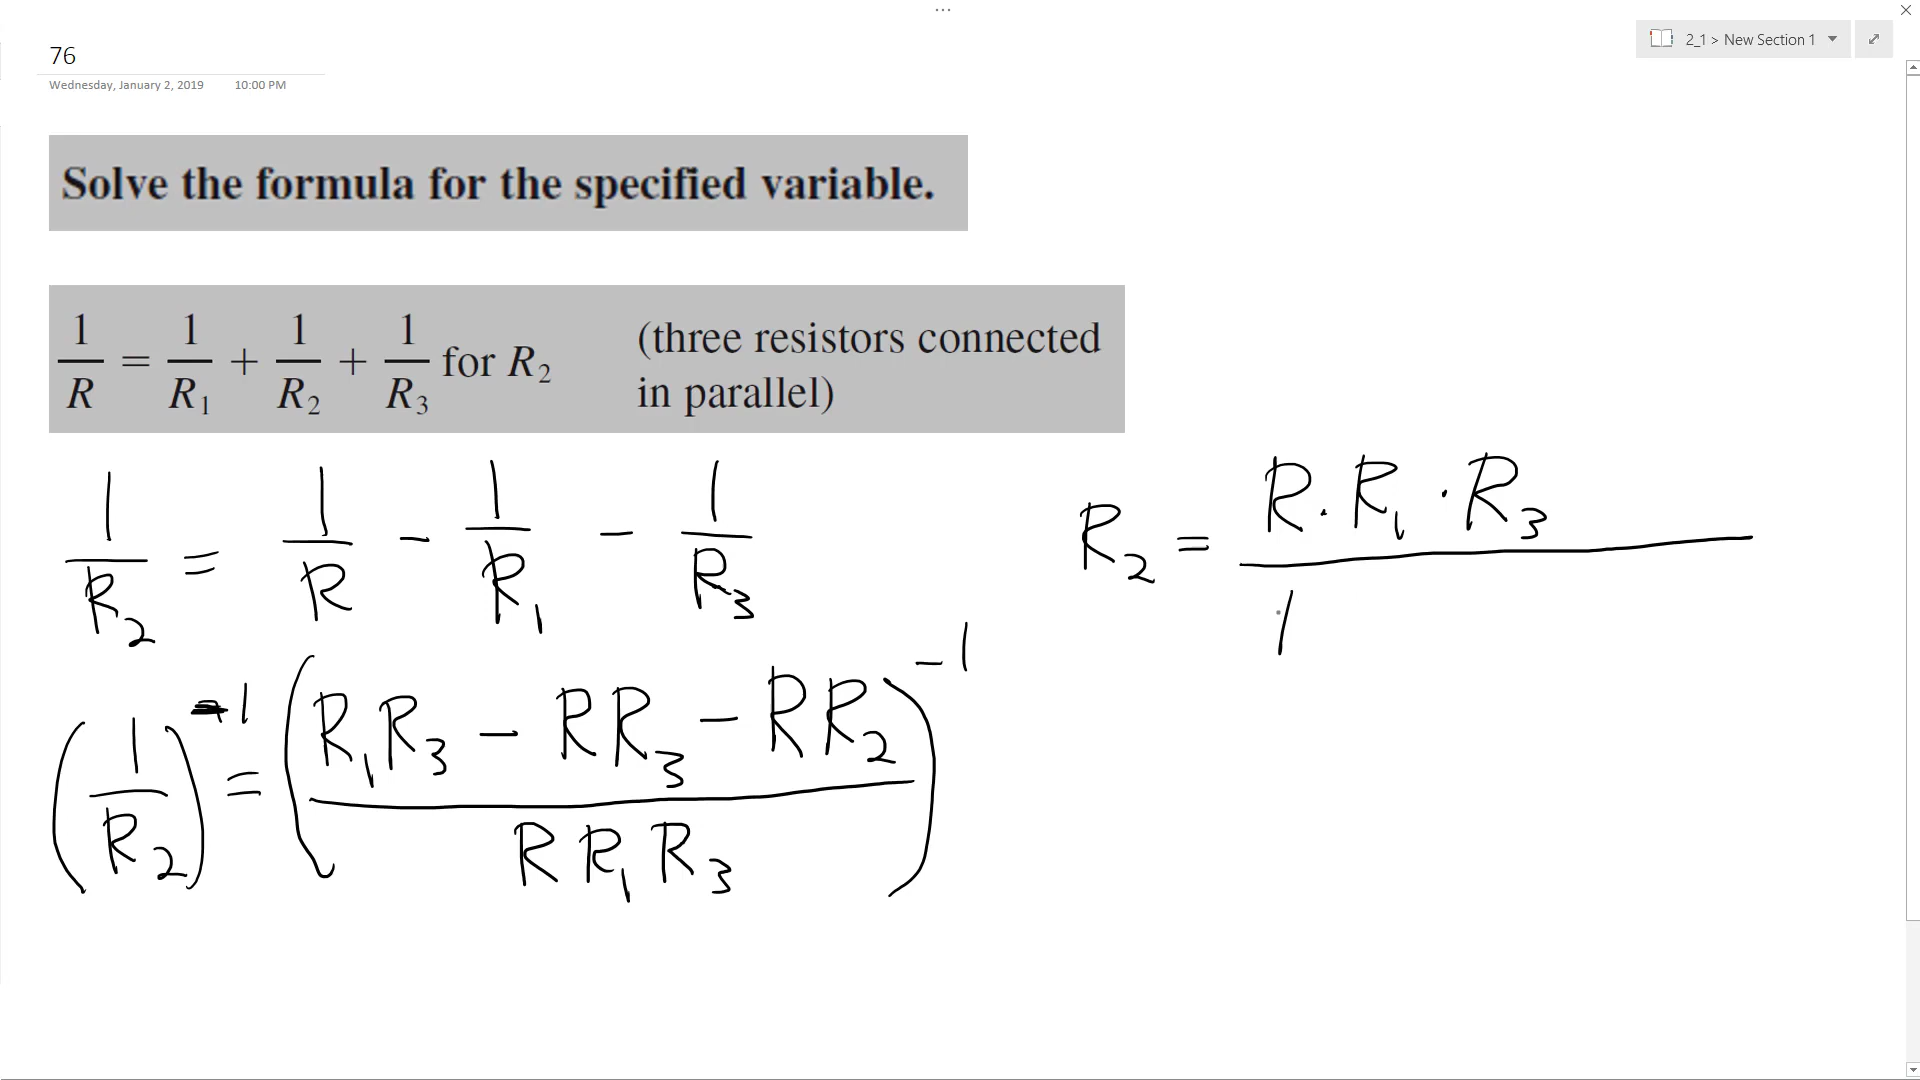 ...
2_1 > New Section 1
76
Wednesday, January 2, 2019 10:00 PM
Solve the formula for the specified variable.
1/R = 1/R₁ + 1/R₂ + 1/R₃ for R₂ (three resistors connected
in parallel)
1/R₂ = 1/R - 1/R₁ - 1/R₃
(1/R₂)⁻¹ = ((R₁R₃ - RR₃ - RR₂)/(RR₁R₃))⁻¹
R₂ = R·R₁·R₃